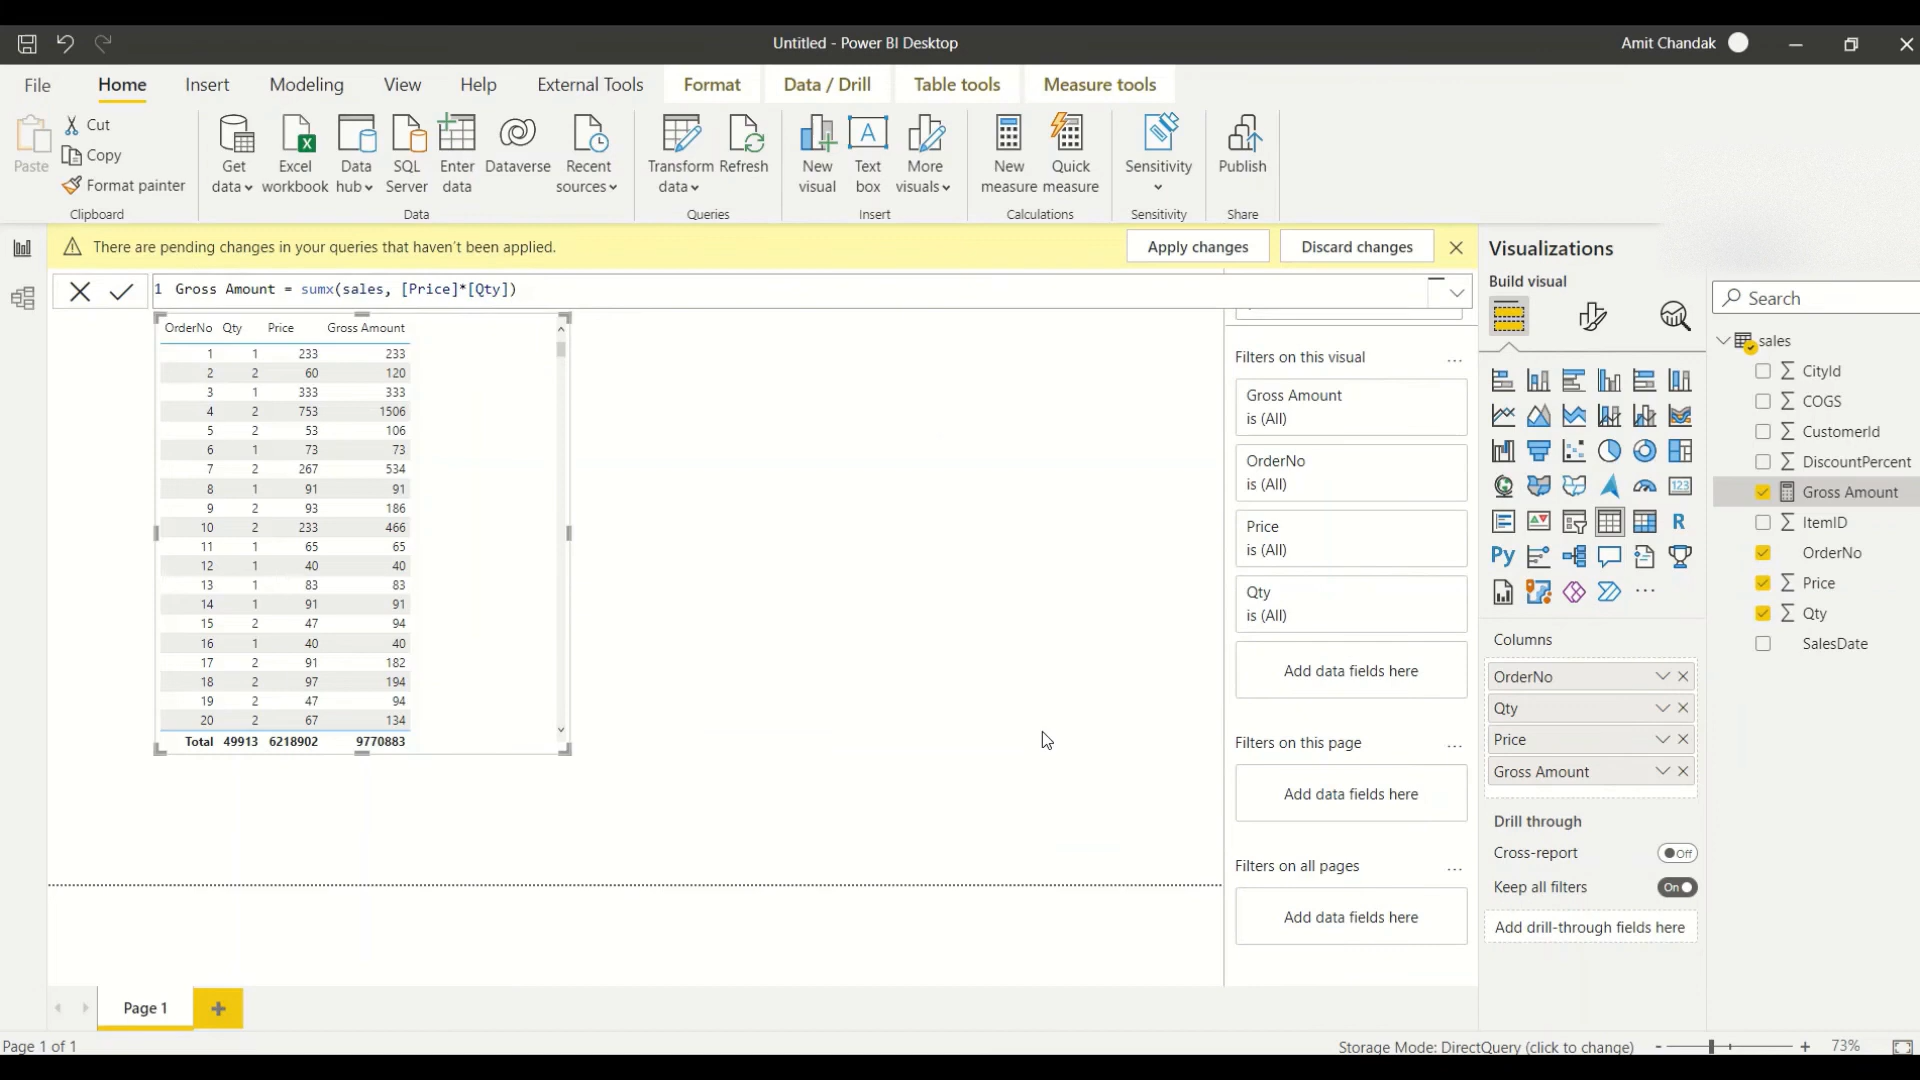 Untitled - Power BI Desktop
Amit Chandak
File Home Insert Modeling View Help External Tools Format Data / Drill Table tools Measure tools
Paste
Cut
Copy
Format painter
Clipboard
Get data
Excel workbook
Data hub
SQL Server
Enter data
Dataverse
Recent sources
Data
Transform data
Refresh
Queries
New visual
Text box
More visuals
Insert
New measure
Quick measure
Calculations
Sensitivity
Sensitivity
Publish
Share
There are pending changes in your queries that haven't been applied.
Apply changes
Discard changes
1 Gross Amount = sumx(sales, [Price]*[Qty])
OrderNo Qty Price Gross Amount
1 1 233 233
2 2 60 120
3 1 333 333
4 2 753 1506
5 2 53 106
6 1 73 73
7 2 267 534
8 1 91 91
9 2 93 186
10 2 233 466
11 1 65 65
12 1 40 40
13 1 83 83
14 1 91 91
15 2 47 94
16 1 40 40
17 2 91 182
18 2 97 194
19 2 47 94
20 2 67 134
Total 49913 6218902 9770883
Filters on this visual ...
Gross Amount
is (All)
OrderNo
is (All)
Price
is (All)
Qty
is (All)
Add data fields here
Filters on this page ...
Add data fields here
Filters on all pages ...
Add data fields here
Visualizations
Build visual
123
R
Py
...
Columns
OrderNo
Qty
Price
Gross Amount
Drill through
Cross-report Off
Keep all filters On
Add drill-through fields here
Search
sales
CityId
COGS
CustomerId
DiscountPercent
Gross Amount
ItemID
OrderNo
Price
Qty
SalesDate
Page 1
Page 1 of 1
Storage Mode: DirectQuery (click to change)
73%